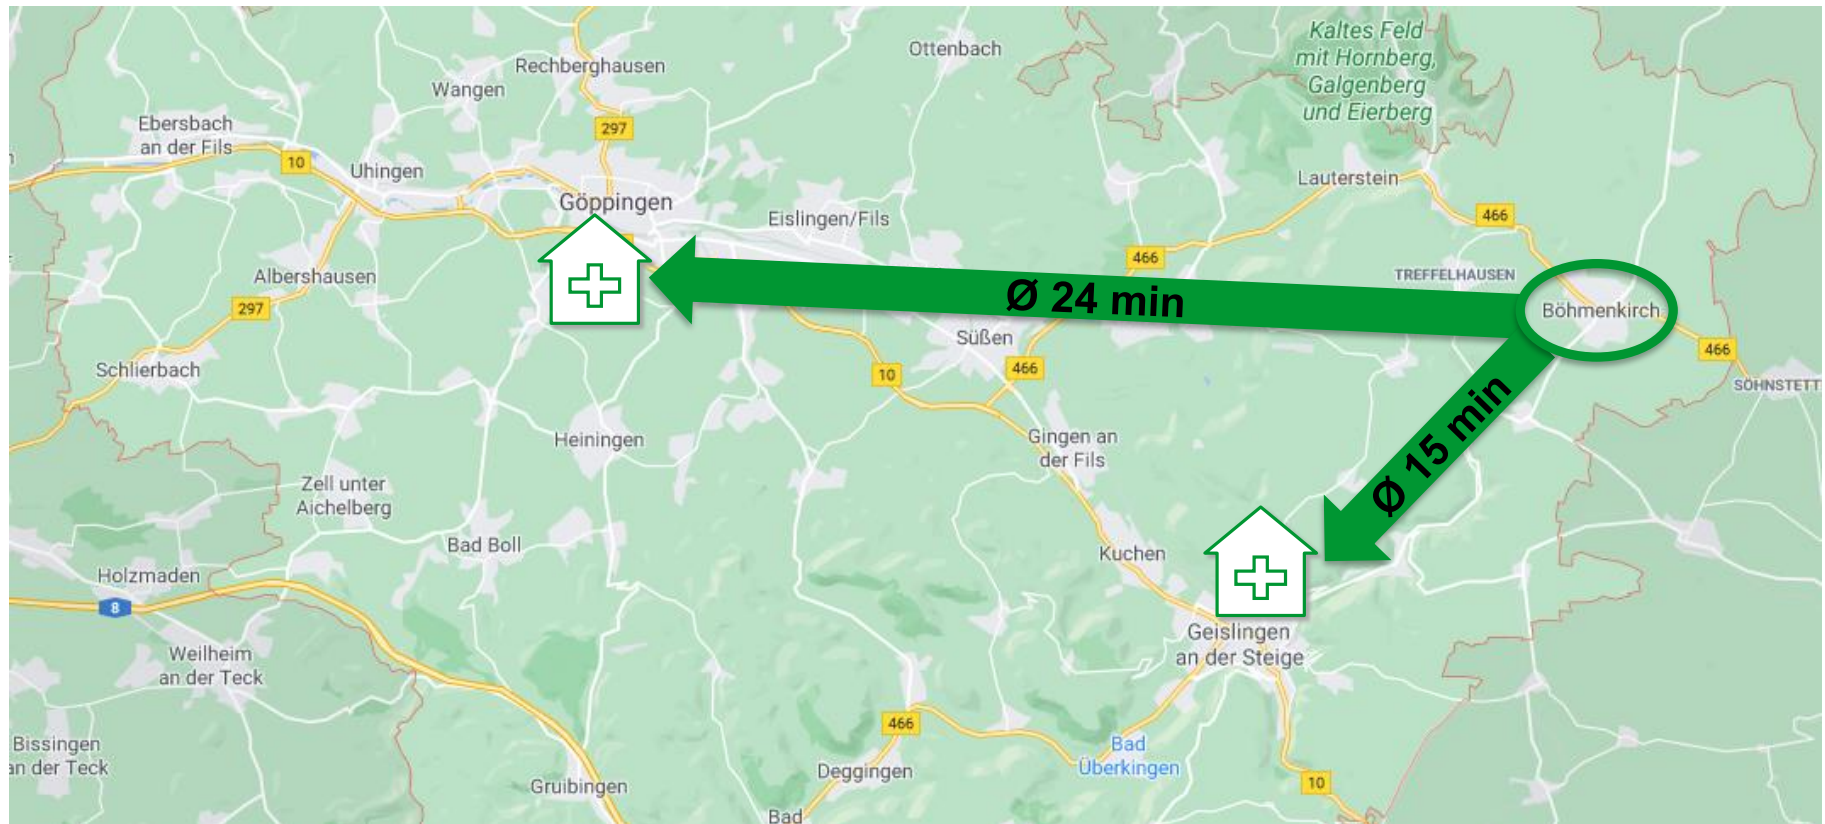 Kaltes Feld
mit Hornberg,
Galgenberg
und Eierberg
Ottenbach
Rechberghausen
Wangen
297
Ebersbach
an der Fils
10
Uhingen
Lauterstein
Göppingen
Eislingen/Fils
466
466
TREFFELHAUSEN
Albershausen
297
Ø 24 min
Böhmenkirch
Süßen
466
466
10
Schlierbach
SÖHNSTETT
Ø 15 min
Heiningen
Gingen an
der Fils
Zell unter
Aichelberg
Bad Boll
Kuchen
Holzmaden
8
Geislingen
an der Steige
Weilheim
an der Teck
466
Bissingen
an der Teck
Bad
Überkingen
Deggingen
Gruibingen
10
Bad